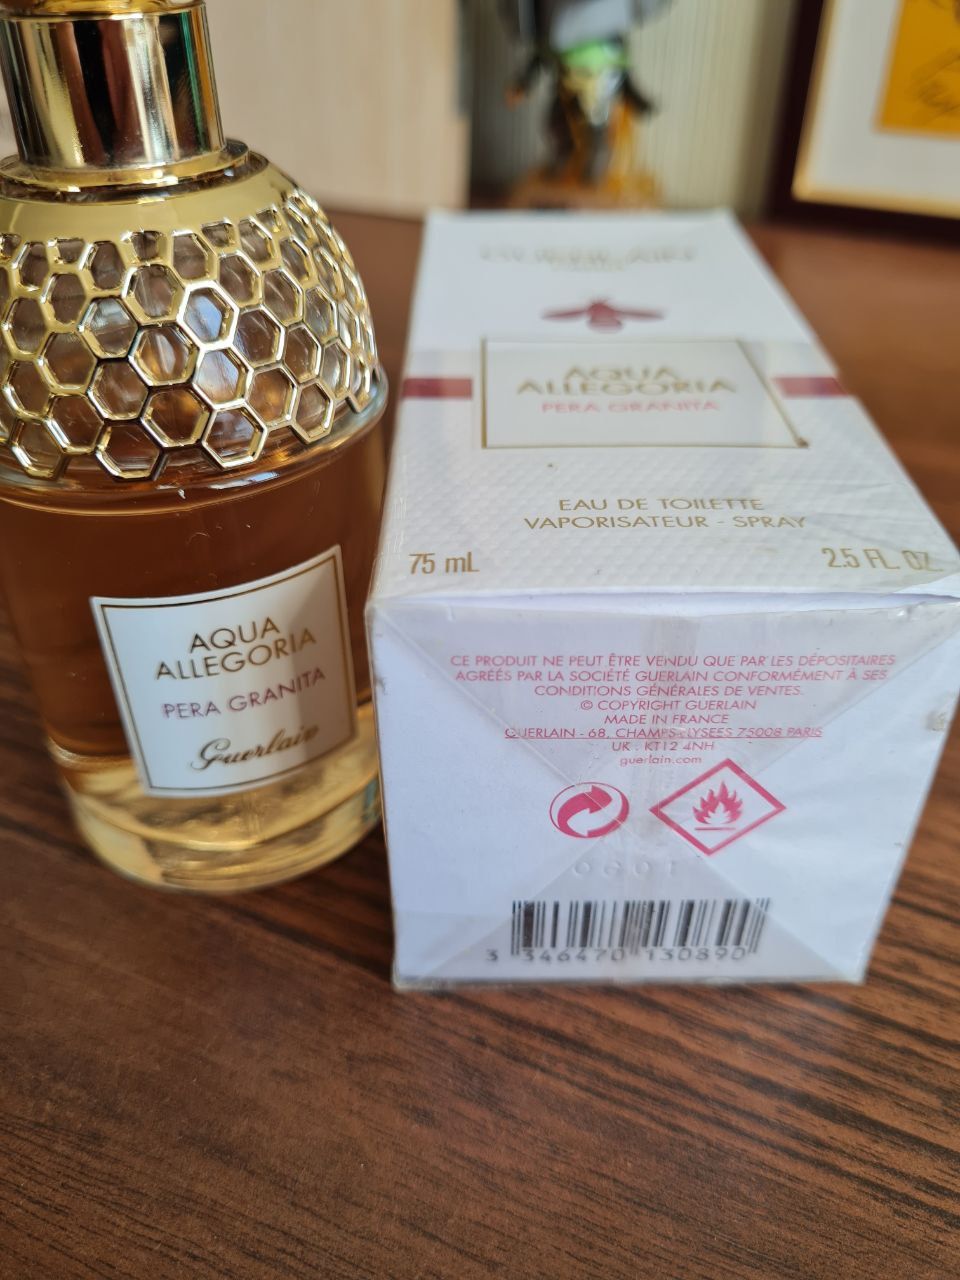 AQUA
ALLEGORIA
PERA GRANITA
Guerlain
AQUA
ALLEGORIA
PERA GRANITA
EAU DE TOILETTE
VAPORISATEUR - SPRAY
75 mL
2.5 FL. OZ.
CE PRODUIT NE PEUT ÊTRE VENDU QUE PAR LES DÉPOSITAIRES
AGRÉÉS PAR LA SOCIÉTÉ GUERLAIN CONFORMÉMENT À SES
CONDITIONS GÉNÉRALES DE VENTES.
© COPYRIGHT GUERLAIN
MADE IN FRANCE
GUERLAIN - 68, CHAMPS-ELYSEES 75008 PARIS
UK : KT12 4NH
guerlain.com
3 346470 130890